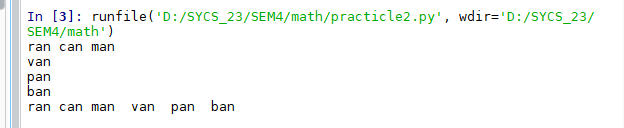 In [3]: runfile('D:/SYCS_23/SEM4/math/practicle2.py', wdir='D:/SYCS_23/
SEM4/math')
ran can man
van
pan
ban
ran can man  van  pan  ban